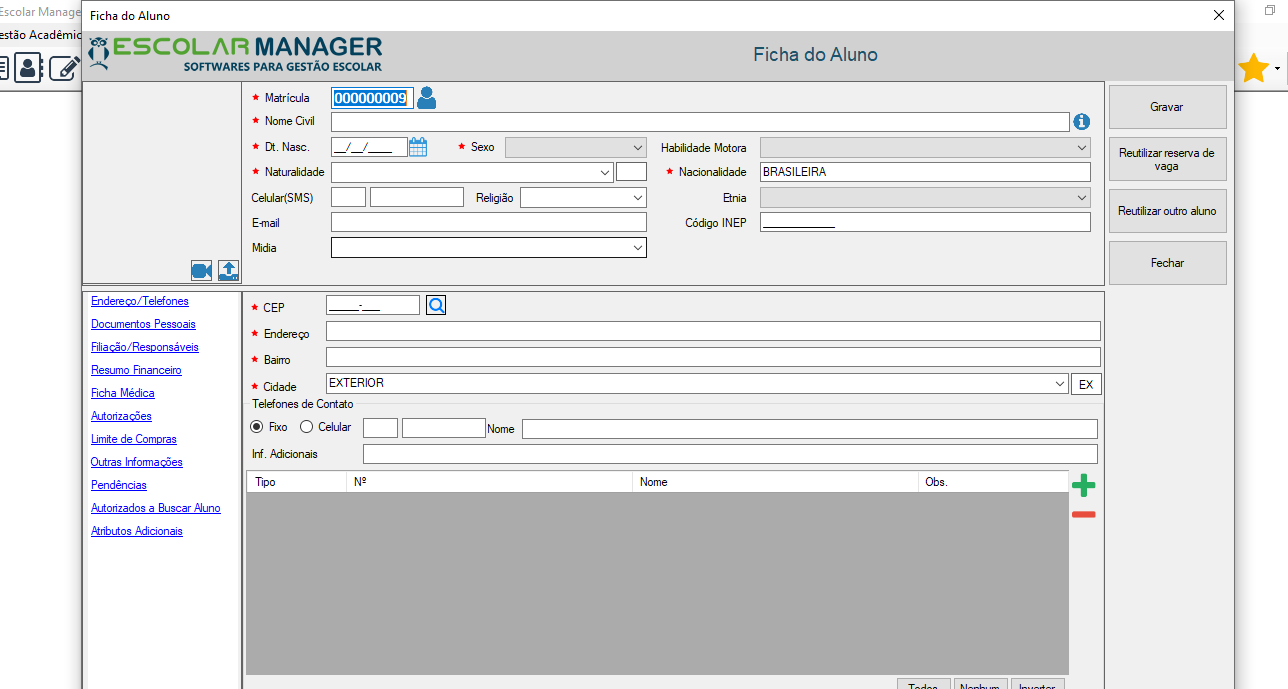 Escolar Manage
Ficha do Aluno
estão Acadêmic
ESCOLAR MANAGER
SOFTWARES PARA GESTÃO ESCOLAR
Ficha do Aluno
* Matrícula 000000009
* Nome Civil
* Dt. Nasc. __/__/____ * Sexo Habilidade Motora
* Naturalidade * Nacionalidade BRASILEIRA
Celular(SMS) Religião Etnia
E-mail Código INEP ____________
Midia
Gravar
Reutilizar reserva de
vaga
Reutilizar outro aluno
Fechar
Endereço/Telefones
Documentos Pessoais
Filiação/Responsáveis
Resumo Financeiro
Ficha Médica
Autorizações
Limite de Compras
Outras Informações
Pendências
Autorizados a Buscar Aluno
Atributos Adicionais
* CEP _____-___
* Endereço
* Bairro
* Cidade EXTERIOR EX
Telefones de Contato
Fixo Celular Nome
Inf. Adicionais
Tipo Nº Nome Obs.
Todos Nenhum Inverter